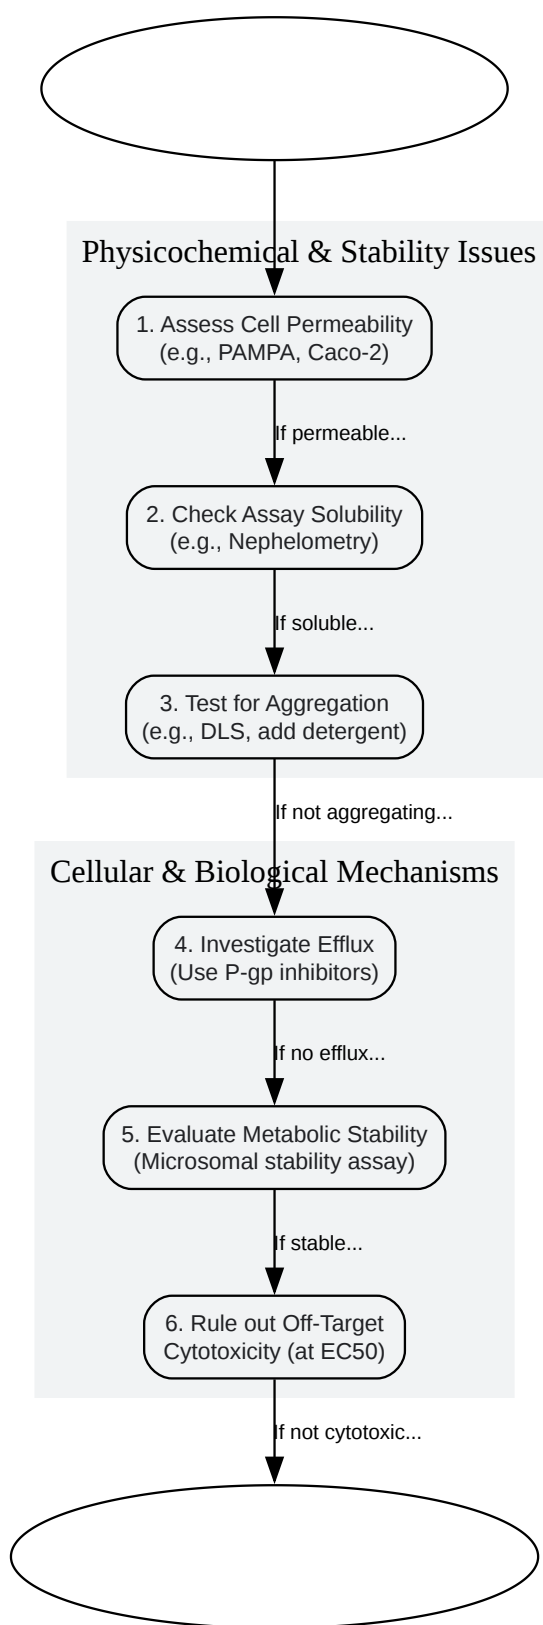 Physicochemical & Stability Issues
1. Assess Cell Permeability
(e.g., PAMPA, Caco-2)
If permeable...
2. Check Assay Solubility
(e.g., Nephelometry)
If soluble...
3. Test for Aggregation
(e.g., DLS, add detergent)
If not aggregating...
Cellular & Biological Mechanisms
4. Investigate Efflux
(Use P-gp inhibitors)
If no efflux...
5. Evaluate Metabolic Stability
(Microsomal stability assay)
If stable...
6. Rule out Off-Target
Cytotoxicity (at EC50)
If not cytotoxic...